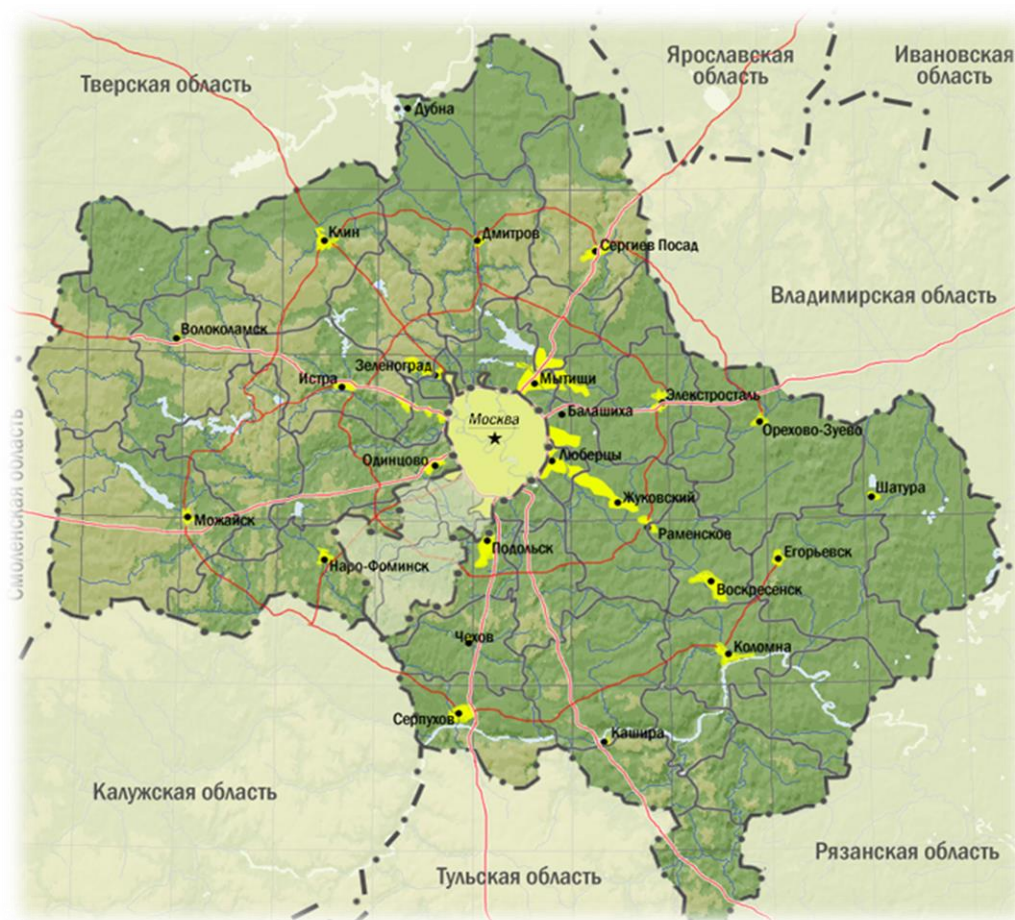 Ярославская
область
Ивановская
область
Тверская область
Дубна
Клин
Дмитров
Сергиев Посад
Владимирская область
Волоколамск
Зеленоград
Истра
Мытищи
Элекстросталь
Балашиха
Москва
Орехово-Зуево
Смоленская область
Одинцово
Люберцы
Жуковский
Шатура
Можайск
Раменское
Подольск
Егорьевск
Наро-Фоминск
Воскресенск
Чехов
Коломна
Серпухов
Кашира
Калужская область
Рязанская область
Тульская область